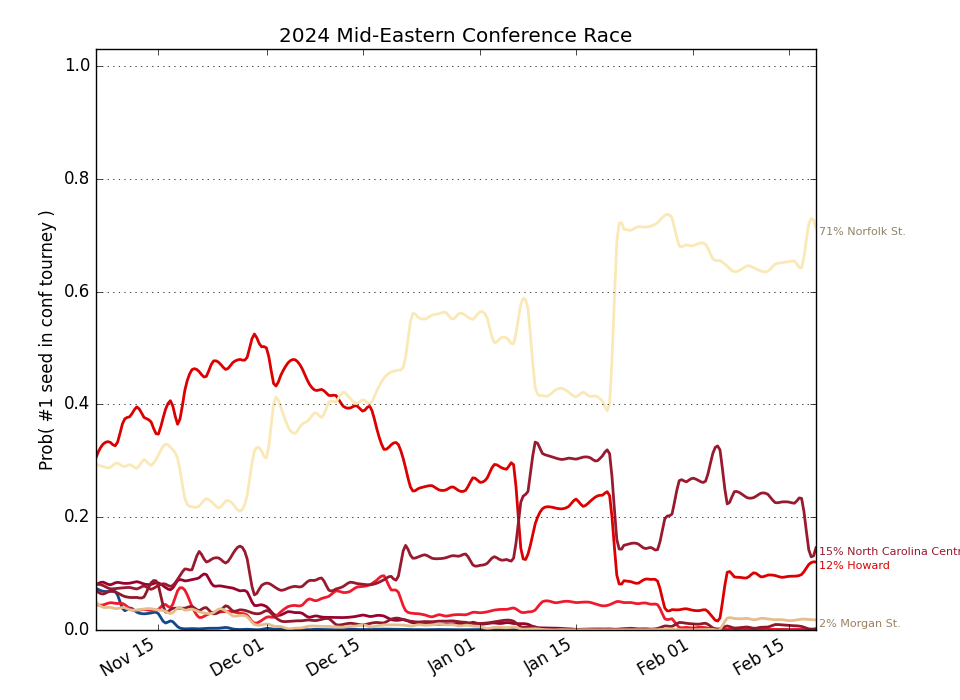 2024 Mid-Eastern Conference Race
Prob( #1 seed in conf tourney )
1.0
0.8
0.6
0.4
0.2
0.0
71% Norfolk St.
15% North Carolina Centr
12% Howard
2% Morgan St.
Nov 15
Dec 01
Dec 15
Jan 01
Jan 15
Feb 01
Feb 15